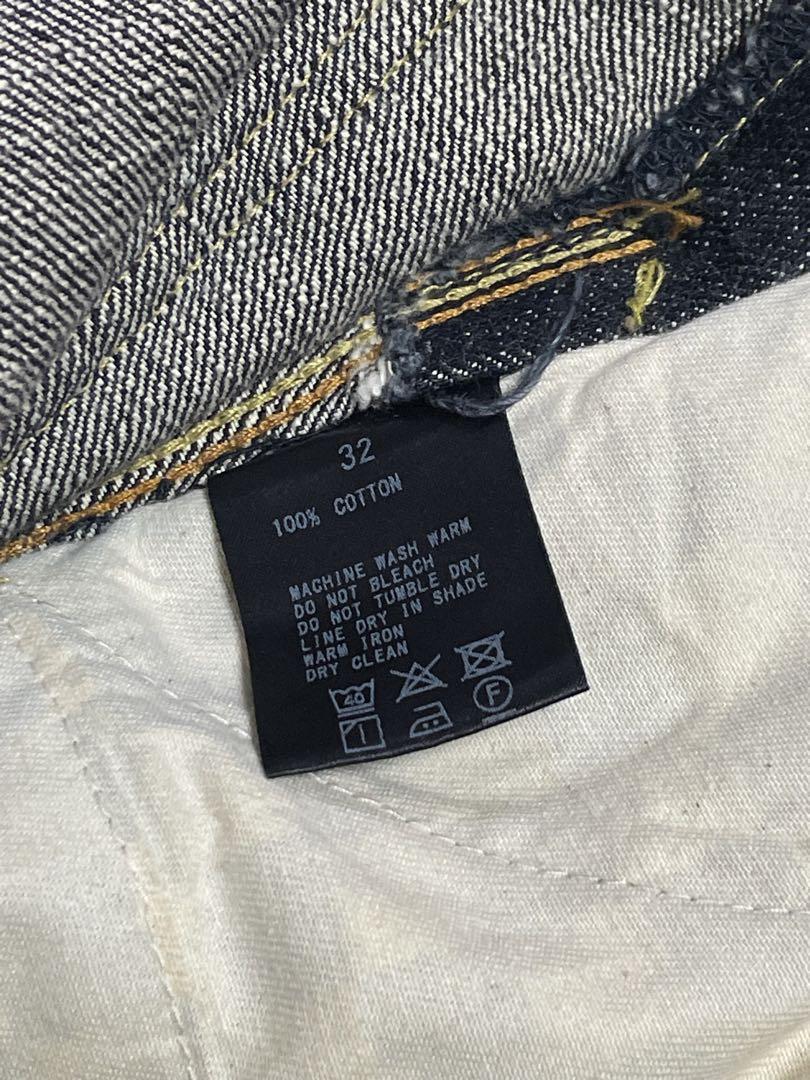 32
100% COTTON
MACHINE WASH WARM
DO NOT BLEACH
DO NOT TUMBLE DRY
LINE DRY IN SHADE
WARM IRON
DRY CLEAN
40
F